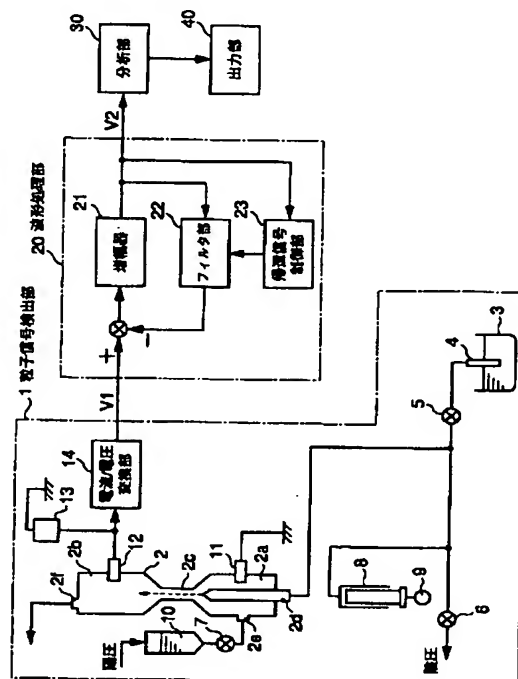 30
分析部
40
出力部
V2
20 波形処理部
21
増幅器
22
フィルタ部
23
帰還信号
制御部
+
−
V1
1 粒子信号検出部
14
電流/電圧
変換部
13
12
2f
2b
2
2c
11
2a
2d
2e
10
7
陽圧
8
9
6
陰圧
5
4
3